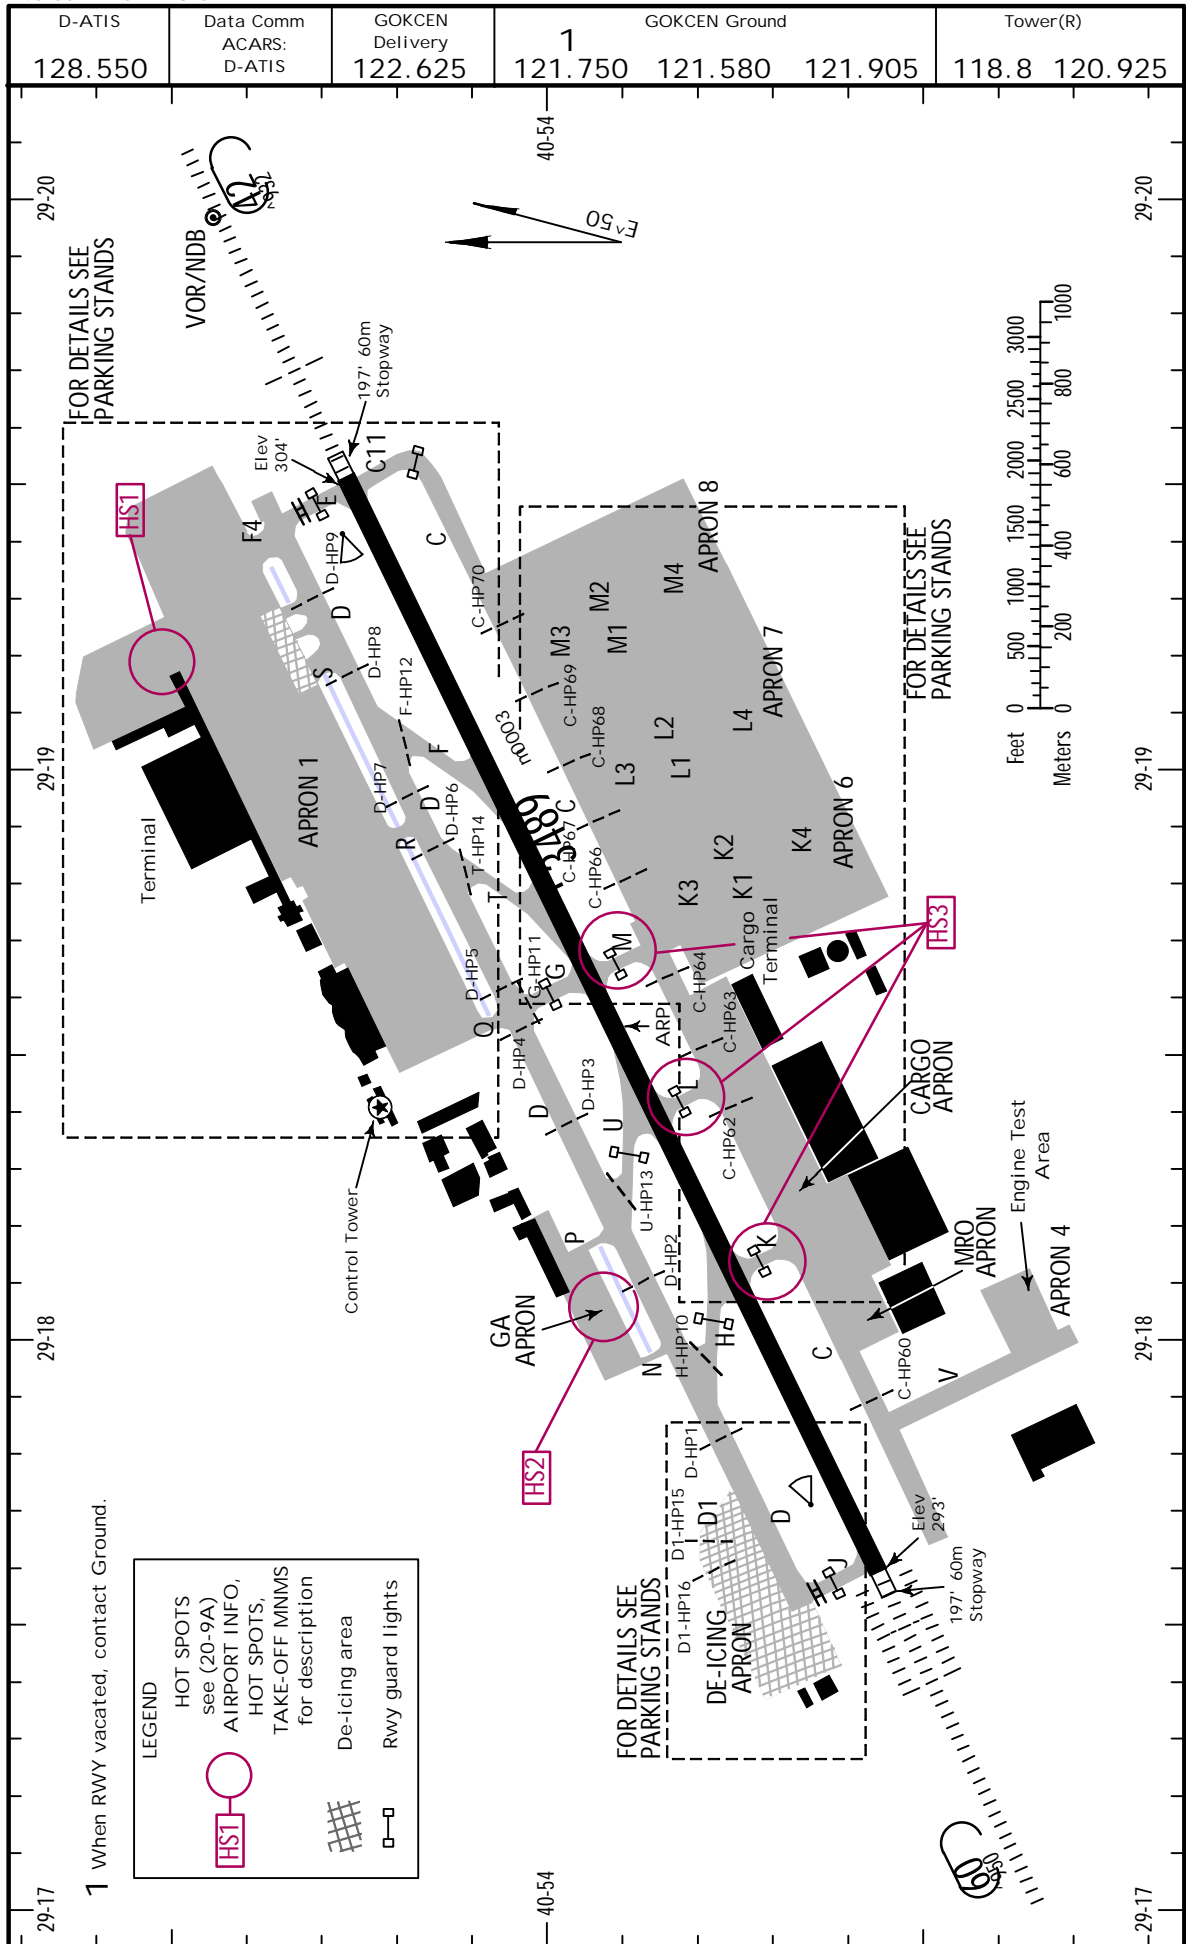 D-ATIS
128.550
Data Comm
ACARS:
D-ATIS
GOKCEN
Delivery
122.625
GOKCEN Ground
1
121.750 121.580 121.905
Tower(R)
118.8 120.925
40-54
29-20
29-20
VOR/NDB
FOR DETAILS SEE
PARKING STANDS
197' 60m
Stopway
Elev
304'
HS1
C11
E
F4
C
D-HP9
D
D-HP8
S
C-HP70
F-HP12
F
D-HP7
D
D-HP6
R
T-HP14
T
D-HP5
G-HP11
G
Q
D-HP4
D
D-HP3
U
U-HP13
P
D-HP2
N
H-HP10
H
APRON 1
Terminal
Control Tower
GA
APRON
HS2
3000m
3489
29-19
29-19
C-HP69
C-HP68
C-HP67
C
C-HP66
M3
M2
M1
M4
APRON 8
L3
L2
L1
L4
APRON 7
K3
K2
K1
K4
APRON 6
FOR DETAILS SEE
PARKING STANDS
Feet
0 500 1000 1500 2000 2500 3000
Meters
0 200 400 600 800 1000
M
Cargo
Terminal
C-HP64
C-HP63
ARP
L
C-HP62
HS3
CARGO
APRON
K
MRO
APRON
Engine Test
Area
APRON 4
C
C-HP60
V
29-18
29-18
D-HP1
D1-HP15
D1
D1-HP16
D
J
DE-ICING
APRON
FOR DETAILS SEE
PARKING STANDS
Elev
293'
197' 60m
Stopway
1 When RWY vacated, contact Ground.
LEGEND
HS1
HOT SPOTS
see (20-9A)
AIRPORT INFO,
HOT SPOTS,
TAKE-OFF MNMS
for description
De-icing area
Rwy guard lights
40-54
29-17
29-17